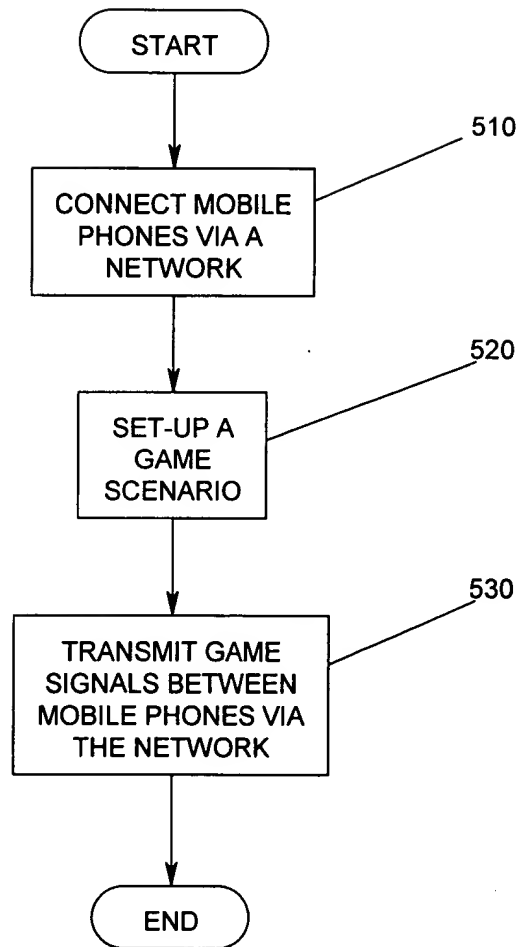 START
510
CONNECT MOBILE
PHONES VIA A
NETWORK
520
SET-UP A
GAME
SCENARIO
530
TRANSMIT GAME
SIGNALS BETWEEN
MOBILE PHONES VIA
THE NETWORK
END